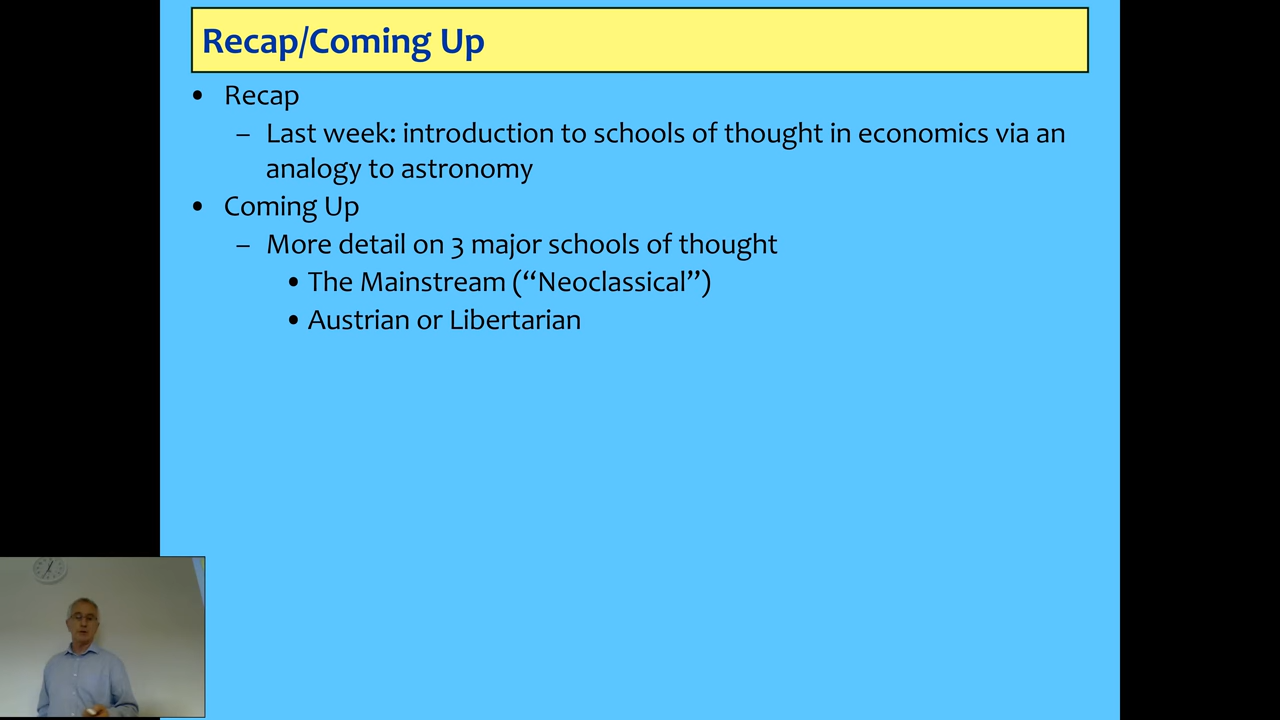 Recap/Coming Up
• Recap
– Last week: introduction to schools of thought in economics via an
analogy to astronomy
• Coming Up
– More detail on 3 major schools of thought
• The Mainstream (“Neoclassical”)
• Austrian or Libertarian